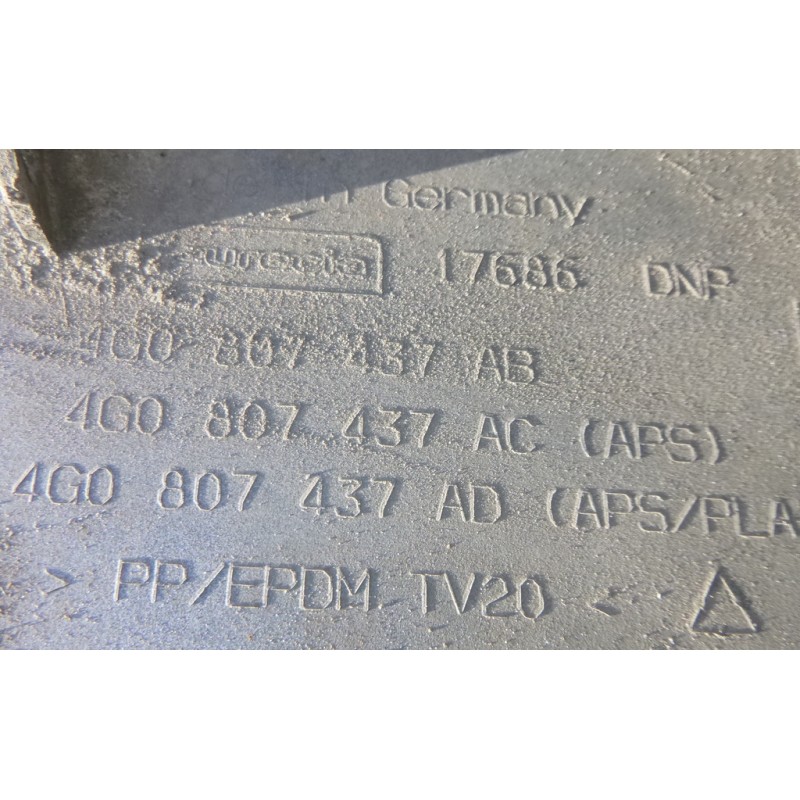 in Germany
17686 DNP
4G0 807 437 AB
4G0 807 437 AC (APS)
4G0 807 437 AD (APS/PLA
> PP/EPDM TV20 <